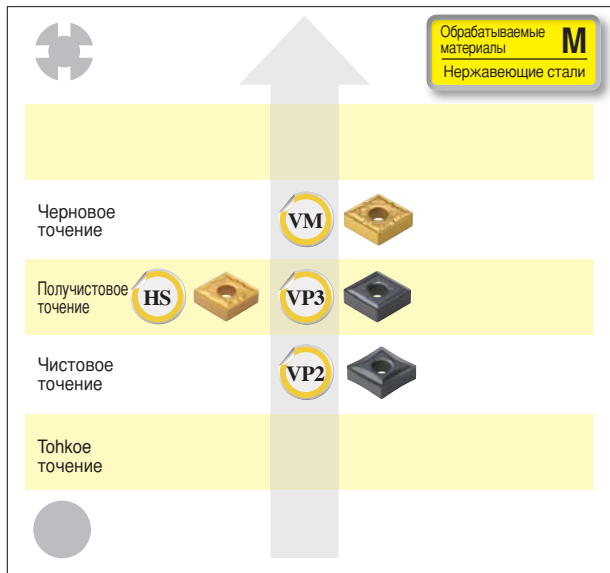 Обрабатываемые
материалы
M
Нержавеющие стали
Черновое
точение
VM
Получистовое
точение
HS
VP3
Чистовое
точение
VP2
Tohkoe
точение